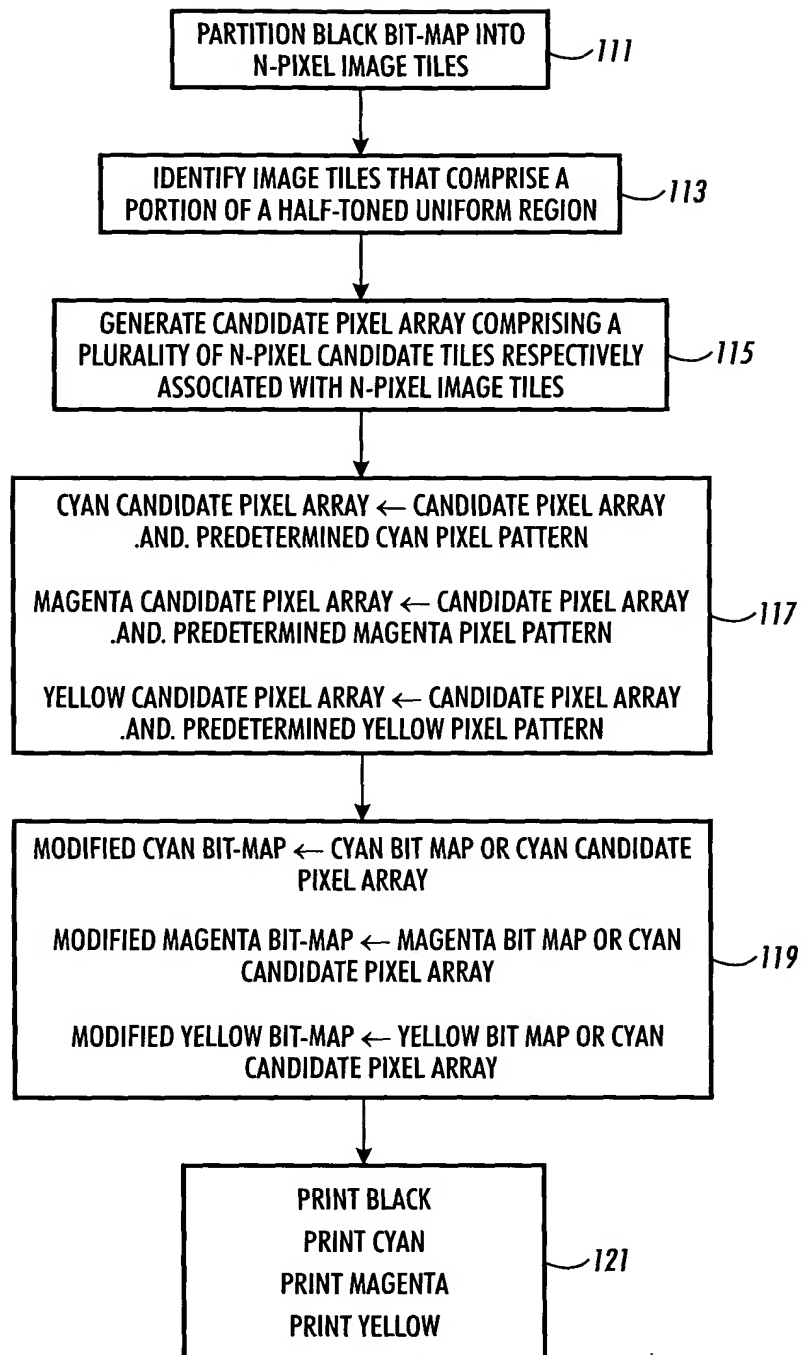 PARTITION BLACK BIT-MAP INTO
N-PIXEL IMAGE TILES
111
IDENTIFY IMAGE TILES THAT COMPRISE A
PORTION OF A HALF-TONED UNIFORM REGION
113
GENERATE CANDIDATE PIXEL ARRAY COMPRISING A
PLURALITY OF N-PIXEL CANDIDATE TILES RESPECTIVELY
ASSOCIATED WITH N-PIXEL IMAGE TILES
115
CYAN CANDIDATE PIXEL ARRAY ← CANDIDATE PIXEL ARRAY
.AND. PREDETERMINED CYAN PIXEL PATTERN
MAGENTA CANDIDATE PIXEL ARRAY ← CANDIDATE PIXEL ARRAY
.AND. PREDETERMINED MAGENTA PIXEL PATTERN
YELLOW CANDIDATE PIXEL ARRAY ← CANDIDATE PIXEL ARRAY
.AND. PREDETERMINED YELLOW PIXEL PATTERN
117
MODIFIED CYAN BIT-MAP ← CYAN BIT MAP OR CYAN CANDIDATE
PIXEL ARRAY
MODIFIED MAGENTA BIT-MAP ← MAGENTA BIT MAP OR CYAN
CANDIDATE PIXEL ARRAY
MODIFIED YELLOW BIT-MAP ← YELLOW BIT MAP OR CYAN
CANDIDATE PIXEL ARRAY
119
PRINT BLACK
PRINT CYAN
PRINT MAGENTA
PRINT YELLOW
121